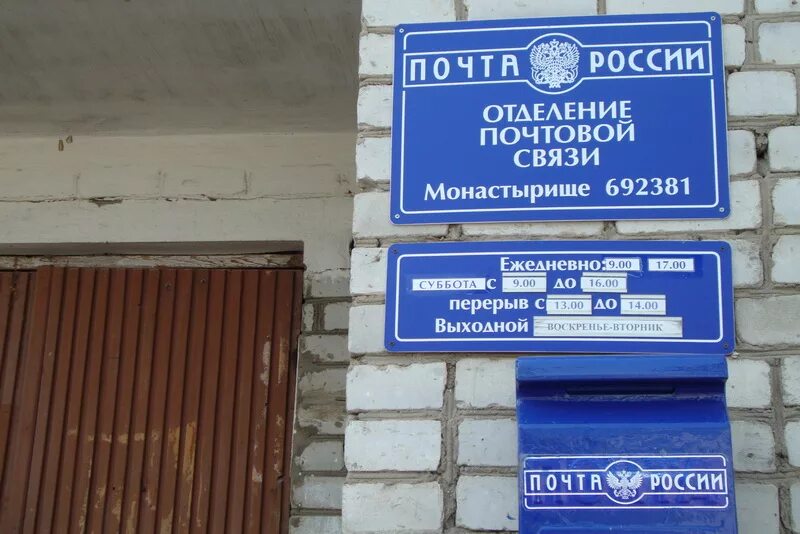 ПОЧТА РОССИИ
ОТДЕЛЕНИЕ
ПОЧТОВОЙ
СВЯЗИ
Монастырище 692381
Ежедневно: 9.00 17.00
СУББОТА с 9.00 до 16.00
перерыв с 13.00 до 14.00
Выходной ВОСКРЕНЬЕ-ВТОРНИК
ПОЧТА РОССИИ